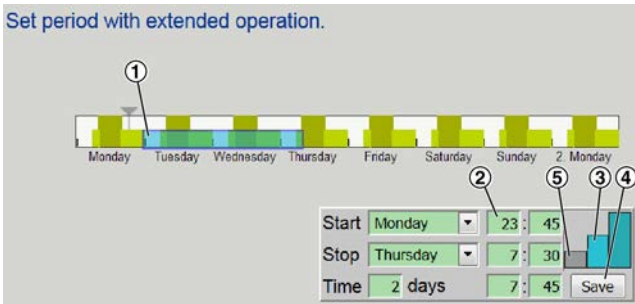 Set period with extended operation.
1
Monday Tuesday Wednesday Thursday Friday Saturday Sunday 2. Monday
2 5 3 4
Start Monday 23 : 45
Stop Thursday 7 : 30
Time 2 days 7 : 45 Save